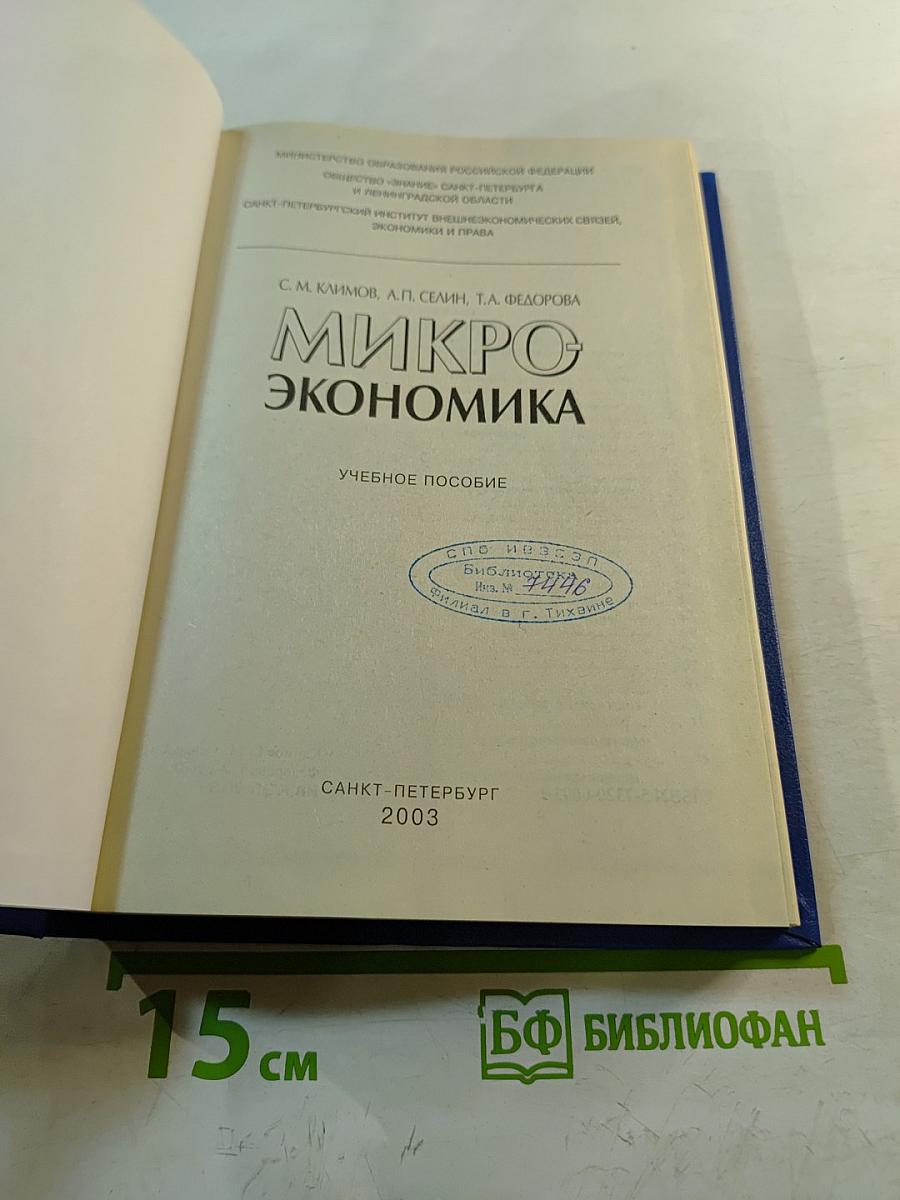 МИНИСТЕРСТВО ОБРАЗОВАНИЯ РОССИЙСКОЙ ФЕДЕРАЦИИ
ОБЩЕСТВО «ЗНАНИЕ» САНКТ-ПЕТЕРБУРГА
И ЛЕНИНГРАДСКОЙ ОБЛАСТИ
САНКТ-ПЕТЕРБУРГСКИЙ ИНСТИТУТ ВНЕШНЕЭКОНОМИЧЕСКИХ СВЯЗЕЙ,
ЭКОНОМИКИ И ПРАВА
С. М. КЛИМОВ, А.П. СЕЛИН, Т.А. ФЕДОРОВА
МИКРО-
ЭКОНОМИКА
УЧЕБНОЕ ПОСОБИЕ
СПб ИВЭСЭП
Библиотека
Инв. № 7446
Филиал в г. Тихвине
САНКТ-ПЕТЕРБУРГ
2003
15 см
БФ БИБЛИОФАН